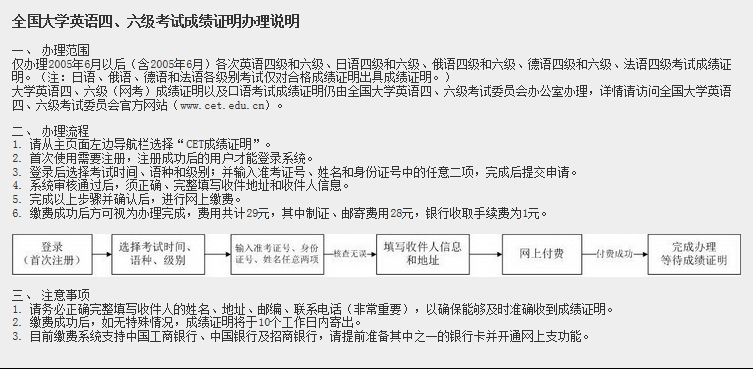 全国大学英语四、六级考试成绩证明办理说明
一、 办理范围
仅办理2005年6月以后（含2005年6月）各次英语四级和六级、日语四级和六级、俄语四级和六级、德语四级和六级、法语四级考试成绩证
明。（注：日语、俄语、德语和法语各级别考试仅对合格成绩证明出具成绩证明。）
大学英语四、六级（网考）成绩证明以及口语考试成绩证明仍由全国大学英语四、六级考试委员会办公室办理，详情请访问全国大学英语
四、六级考试委员会官方网站（www.cet.edu.cn）。
二、 办理流程
1. 请从主页面左边导航栏选择“CET成绩证明”。
2. 首次使用需要注册，注册成功后的用户才能登录系统。
3. 登录后选择考试时间、语种和级别；并输入准考证号、姓名和身份证号中的任意二项，完成后提交申请。
4. 系统审核通过后，须正确、完整填写收件地址和收件人信息。
5. 完成以上步骤并确认后，进行网上缴费。
6. 缴费成功后方可视为办理完成，费用共计29元，其中制证、邮寄费用28元，银行收取手续费为1元。
登录
（首次注册）
选择考试时间、
语种、级别
输入准考证号、身份
证号、姓名任意两项
核查无误
填写收件人信息
和地址
网上付费
付费成功
完成办理
等待成绩证明
三、 注意事项
1. 请务必正确完整填写收件人的姓名、地址、邮编、联系电话（非常重要），以确保能够及时准确收到成绩证明。
2. 缴费成功后，如无特殊情况，成绩证明将于10个工作日内寄出。
3. 目前缴费系统支持中国工商银行、中国银行及招商银行，请提前准备其中之一的银行卡并开通网上支功能。